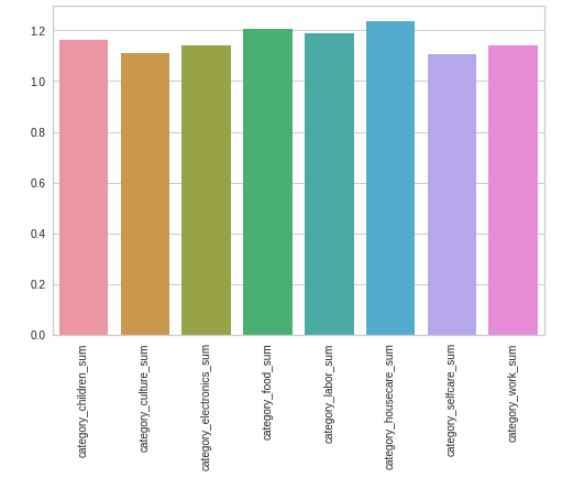 1.2
1.0
0.8
0.6
0.4
0.2
0.0
category_children_sum
category_culture_sum
category_electronics_sum
category_food_sum
category_labor_sum
category_housecare_sum
category_selfcare_sum
category_work_sum